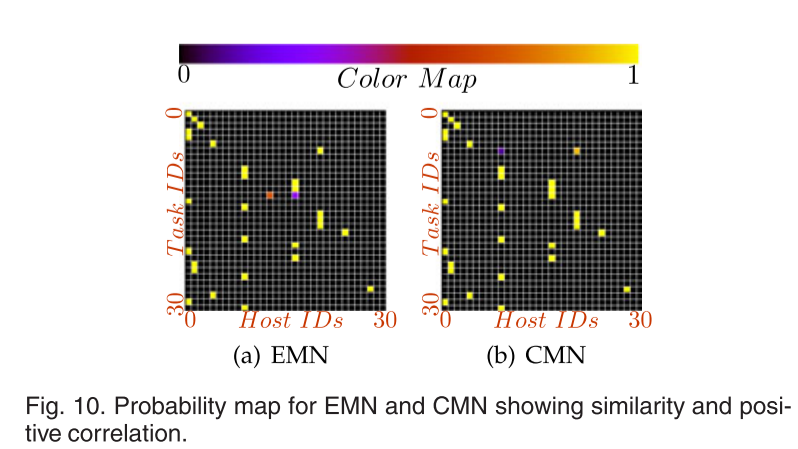 0 1
Color Map
0
Task IDs
30
0 Host IDs 30
(a) EMN
0
Task IDs
30
0 Host IDs 30
(b) CMN
Fig. 10. Probability map for EMN and CMN showing similarity and posi-
tive correlation.